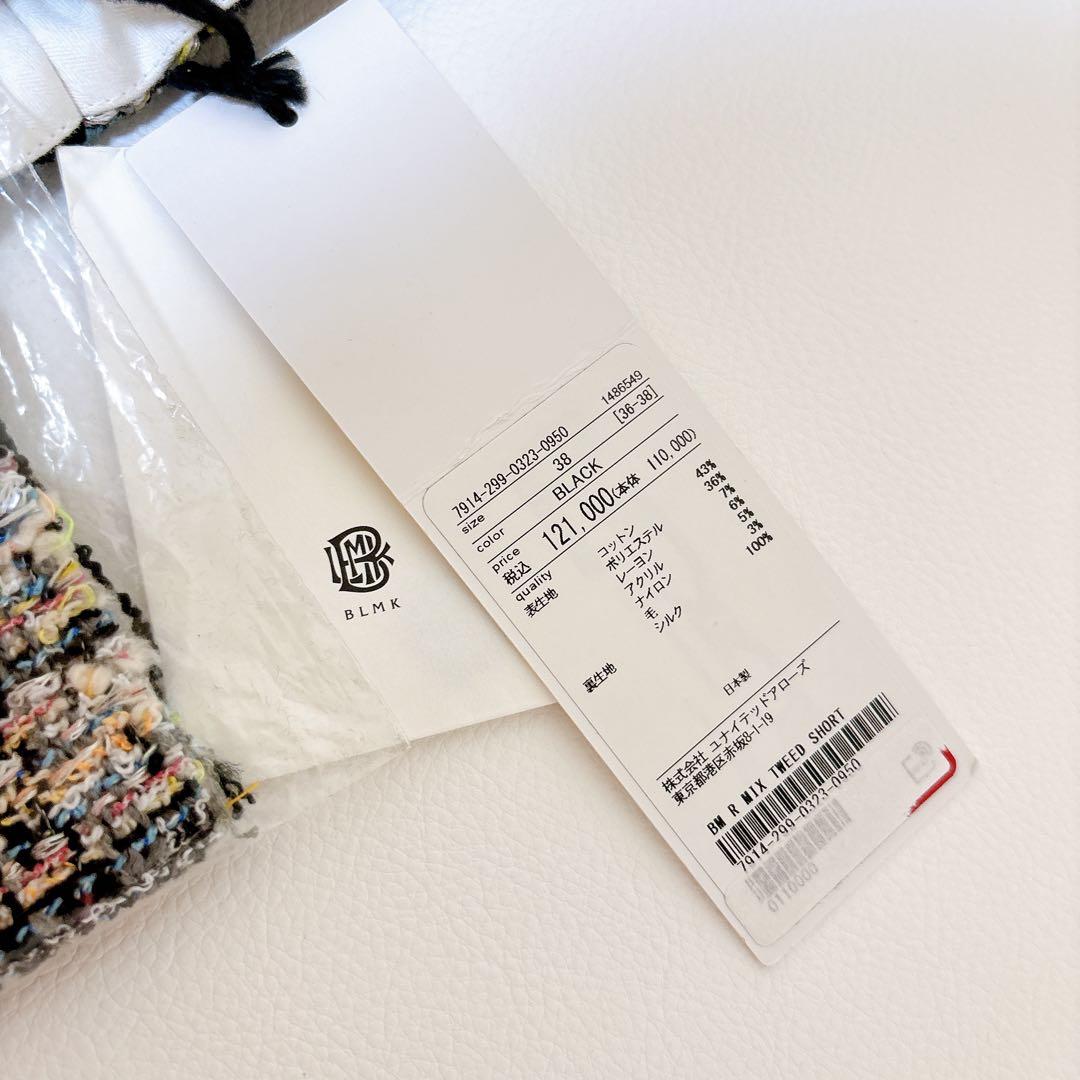 BLMK
7914-299-0323-0950 1486549
size 38 [36-38]
color BLACK
price
税込 121,000(本体 110,000)
quality
表生地 コットン 43%
ポリエステル 36%
レーヨン 7%
アクリル 6%
ナイロン 5%
毛 3%
裏生地 シルク 100%
日本製
株式会社 ユナイテッドアローズ
東京都港区赤坂8-1-19
BM R MIX TWEED SHORT
7914-299-0323-0950
0110000